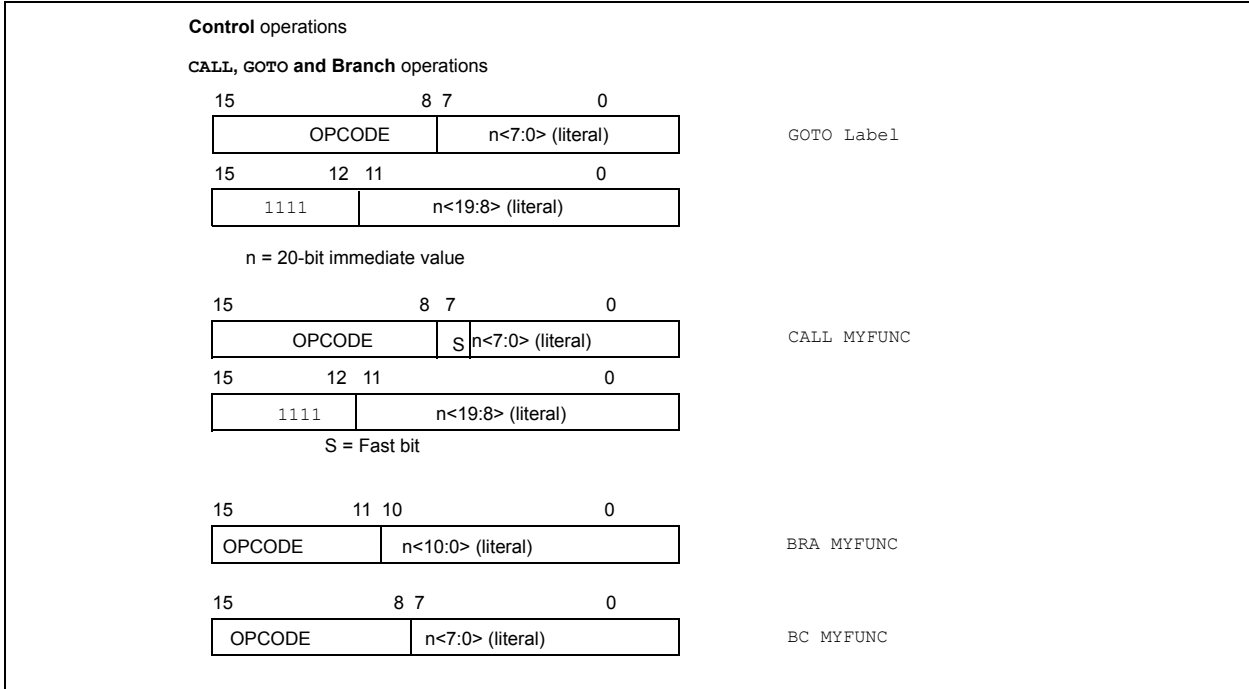 Control operations
CALL, GOTO and Branch operations
15 8 7 0
OPCODE n<7:0> (literal) GOTO Label
15 12 11 0
1111 n<19:8> (literal)
n = 20-bit immediate value
15 8 7 0
OPCODE S n<7:0> (literal) CALL MYFUNC
15 12 11 0
1111 n<19:8> (literal)
S = Fast bit
15 11 10 0
OPCODE n<10:0> (literal) BRA MYFUNC
15 8 7 0
OPCODE n<7:0> (literal) BC MYFUNC